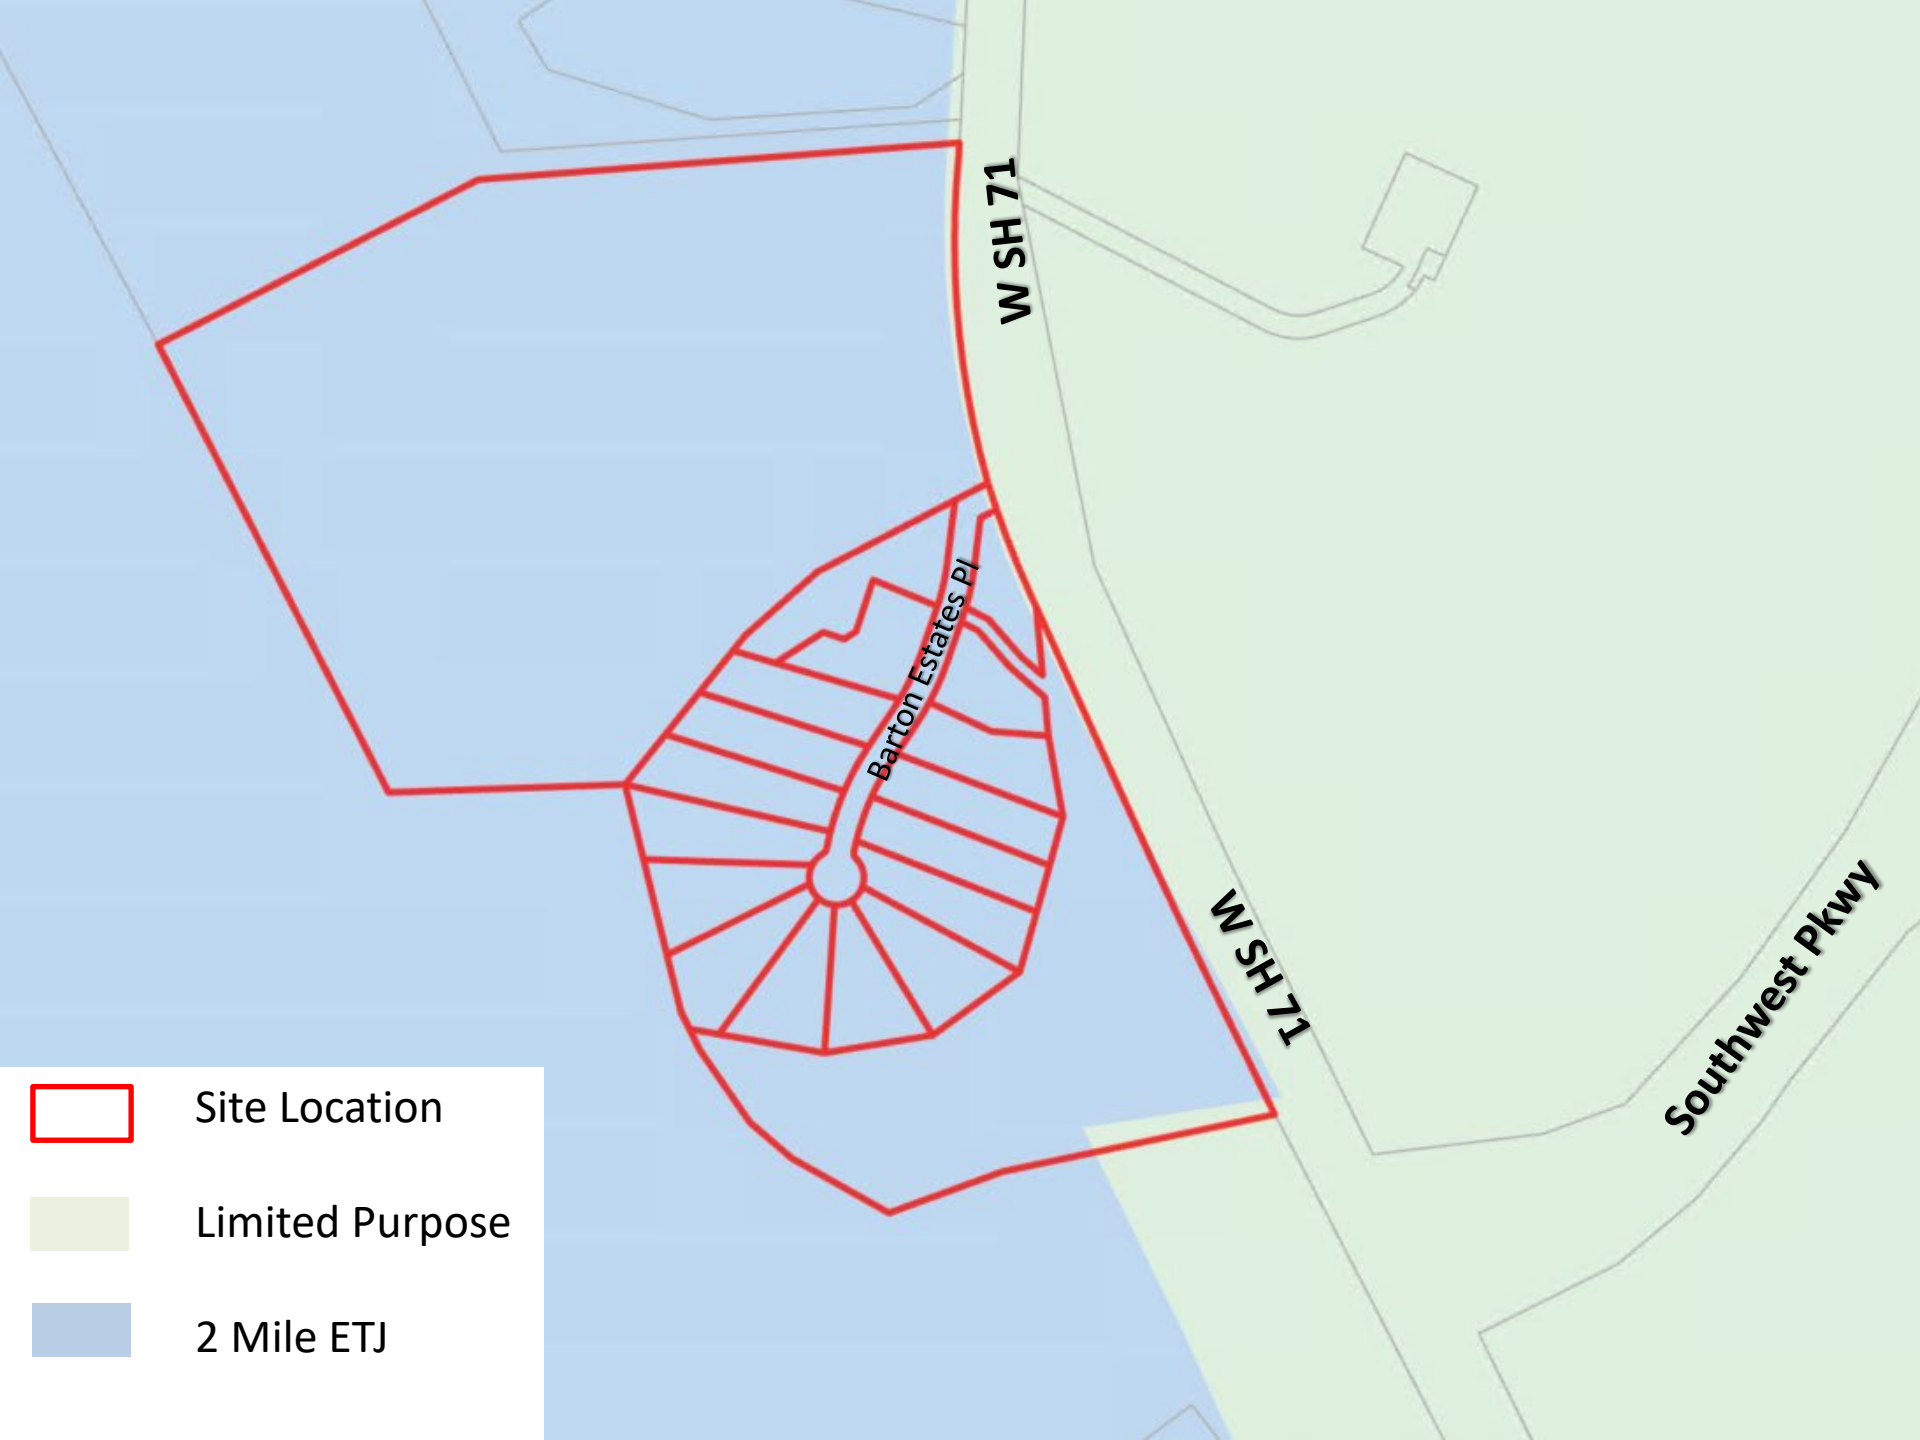 W SH 71
Barton Estates Pl
W SH 71
Southwest Pkwy
Site Location
Limited Purpose
2 Mile ETJ